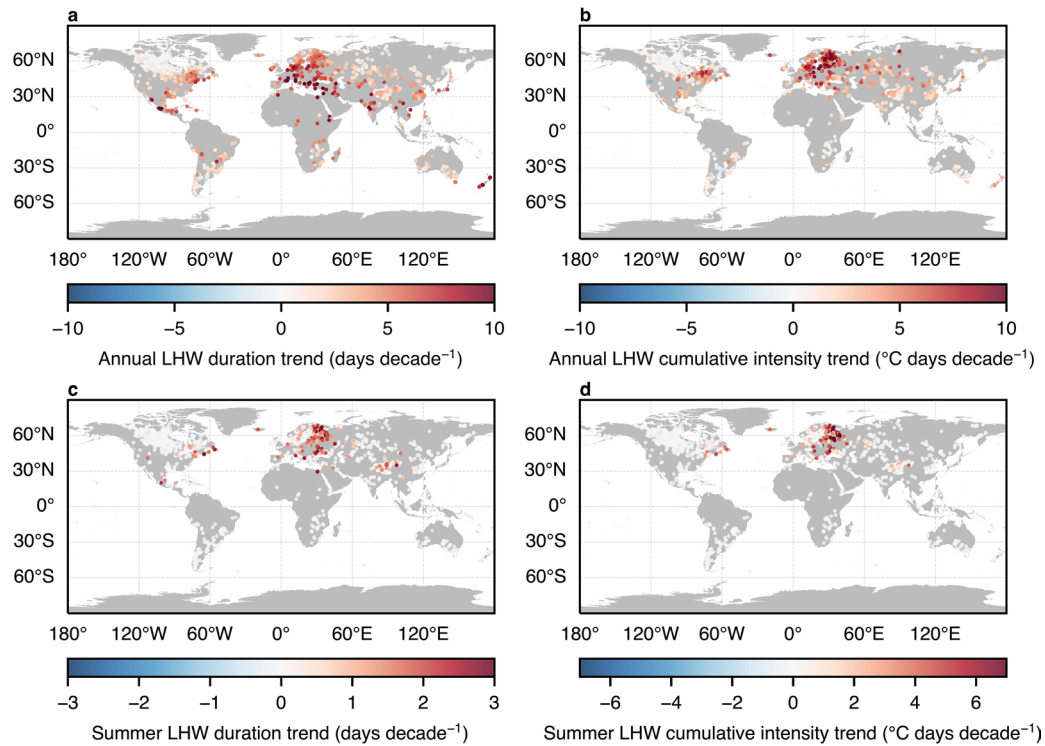 a
b
60°N
30°N
0°
30°S
60°S
60°N
30°N
0°
30°S
60°S
180° 120°W 60°W 0° 60°E 120°E
180° 120°W 60°W 0° 60°E 120°E
−10 −5 0 5 10
−10 −5 0 5 10
Annual LHW duration trend (days decade⁻¹)
Annual LHW cumulative intensity trend (°C days decade⁻¹)
c
d
60°N
30°N
0°
30°S
60°S
60°N
30°N
0°
30°S
60°S
180° 120°W 60°W 0° 60°E 120°E
180° 120°W 60°W 0° 60°E 120°E
−3 −2 −1 0 1 2 3
−6 −4 −2 0 2 4 6
Summer LHW duration trend (days decade⁻¹)
Summer LHW cumulative intensity trend (°C days decade⁻¹)